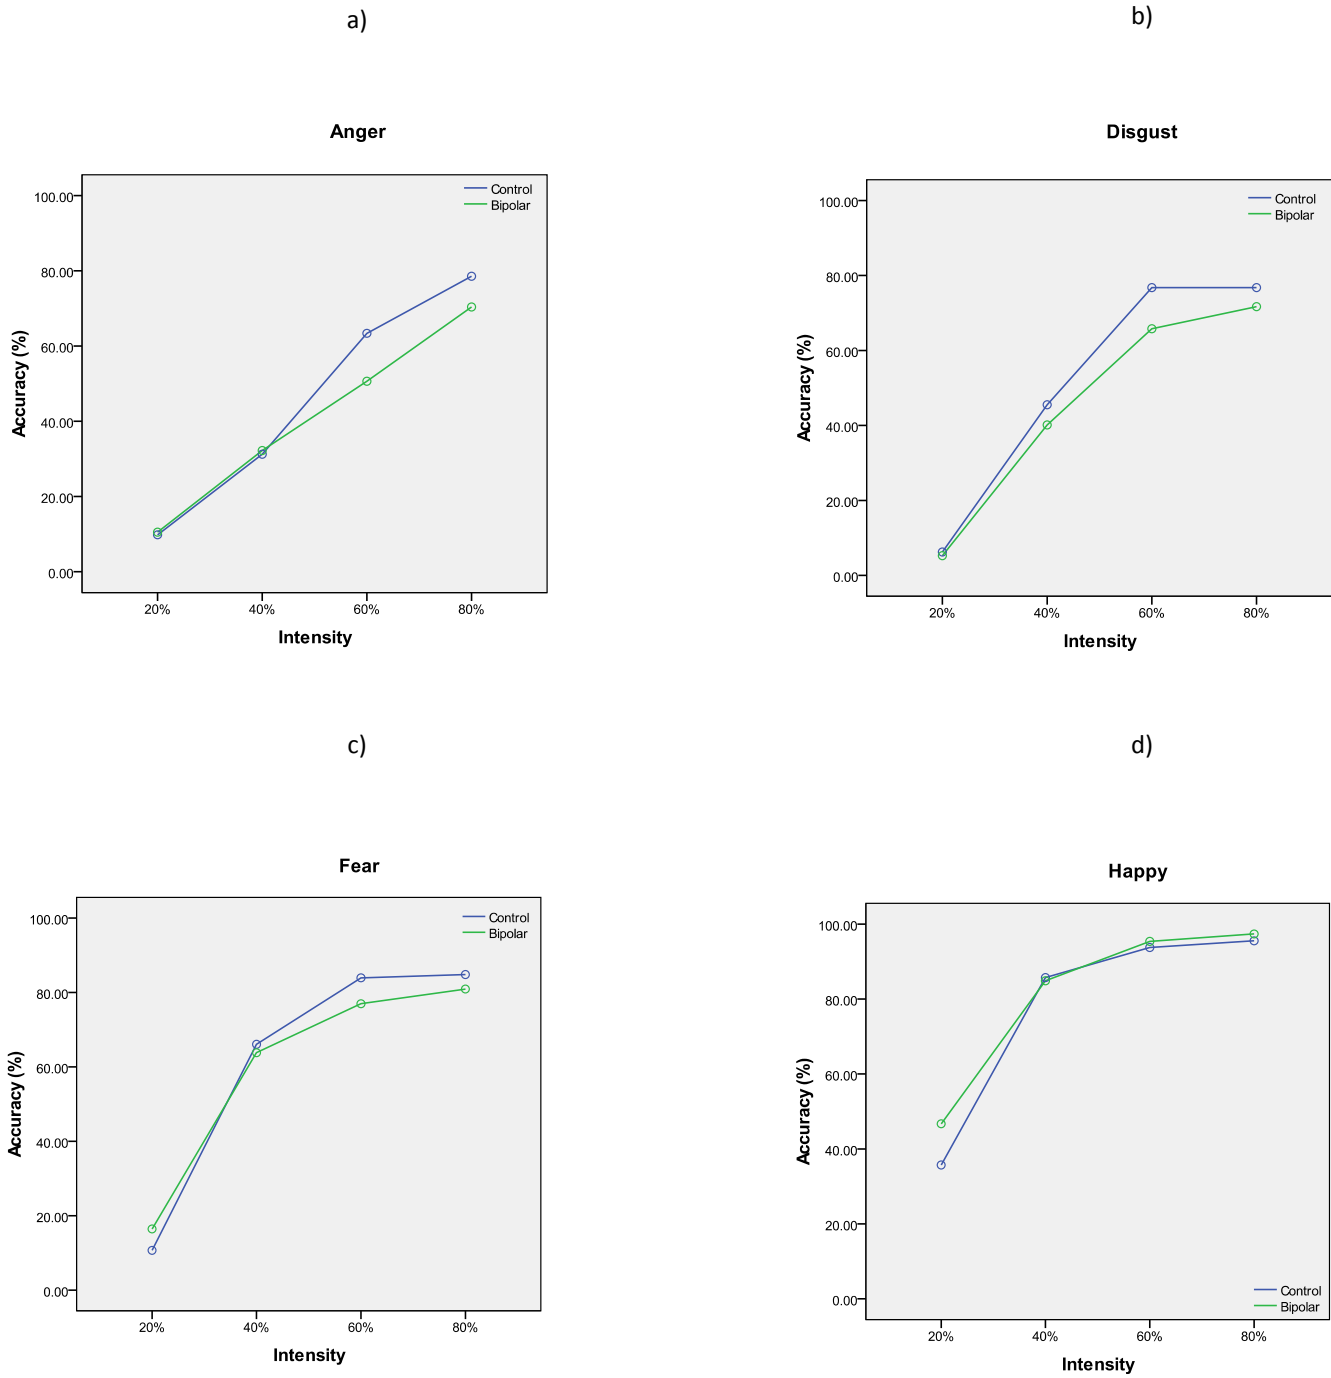 a)
Anger
Control
Bipolar
100.00
80.00
60.00
40.00
20.00
0.00
Accuracy (%)
20% 40% 60% 80%
Intensity
b)
Disgust
Control
Bipolar
100.00
80.00
60.00
40.00
20.00
0.00
Accuracy (%)
20% 40% 60% 80%
Intensity
c)
Fear
Control
Bipolar
100.00
80.00
60.00
40.00
20.00
0.00
Accuracy (%)
20% 40% 60% 80%
Intensity
d)
Happy
100.00
80.00
60.00
40.00
20.00
0.00
Accuracy (%)
Control
Bipolar
20% 40% 60% 80%
Intensity